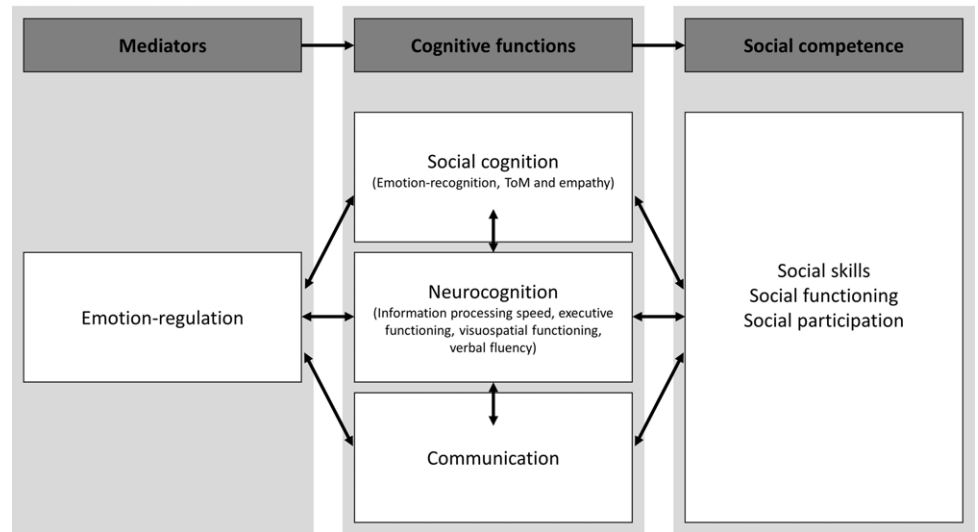 Mediators
Cognitive functions
Social competence
Social cognition
(Emotion-recognition, ToM and empathy)
Emotion-regulation
Neurocognition
(Information processing speed, executive
functioning, visuospatial functioning,
verbal fluency)
Communication
Social skills
Social functioning
Social participation